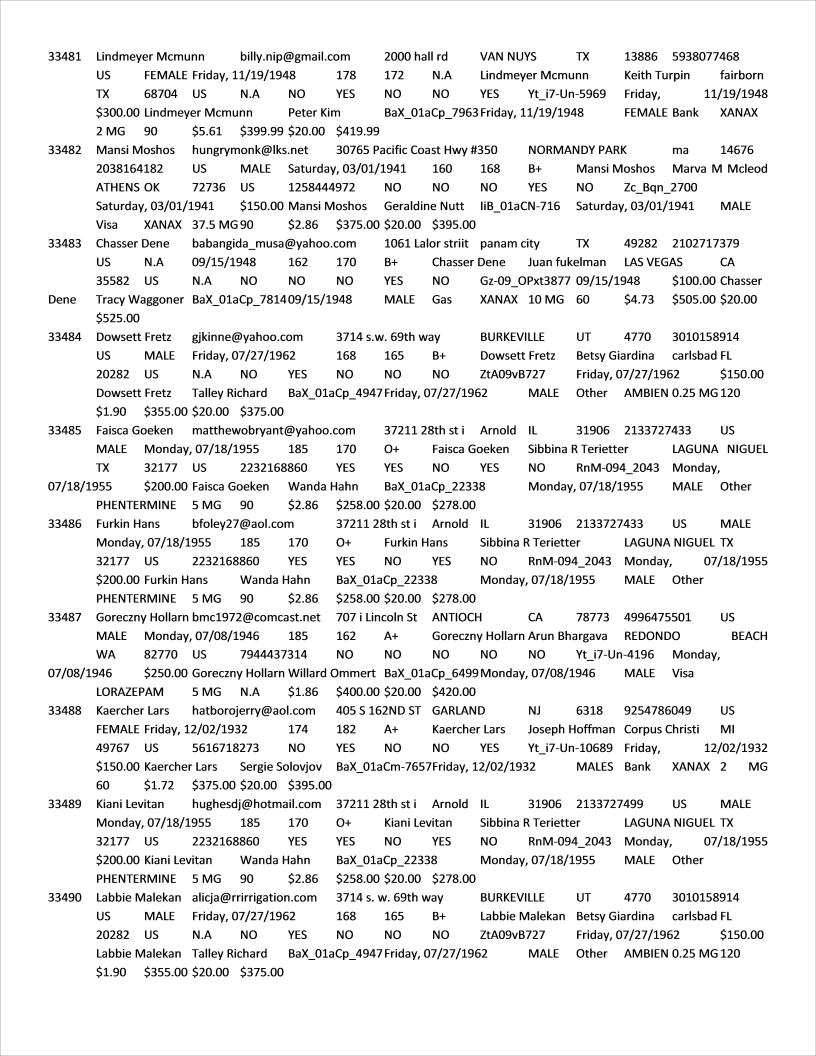 33481 Lindmeyer Mcmunn billy.nip@gmail.com 2000 hall rd VAN NUYS TX 13886 5938077468
US FEMALE Friday, 11/19/1948 178 172 N.A Lindmeyer Mcmunn Keith Turpin fairborn
TX 68704 US N.A NO YES NO NO YES Yt_i7-Un-5969 Friday, 11/19/1948
$300.00 Lindmeyer Mcmunn Peter Kim BaX_01aCp_7963 Friday, 11/19/1948 FEMALE Bank XANAX
2 MG 90 $5.61 $399.99 $20.00 $419.99
33482 Mansi Moshos hungrymonk@lks.net 30765 Pacific Coast Hwy #350 NORMANDY PARK ma 14676
2038164182 US MALE Saturday, 03/01/1941 160 168 B+ Mansi Moshos Marva M Mcleod
ATHENS OK 72736 US 1258444972 NO NO NO YES NO Zc_Bqn_2700
Saturday, 03/01/1941 $150.00 Mansi Moshos Geraldine Nutt IiB_01aCN-716 Saturday, 03/01/1941 MALE
Visa XANAX 37.5 MG 90 $2.86 $375.00 $20.00 $395.00
33483 Chasser Dene babangida_musa@yahoo.com 1061 Lalor striit panam city TX 49282 2102717379
US N.A 09/15/1948 162 170 B+ Chasser Dene Juan fukelman LAS VEGAS CA
35582 US N.A NO NO NO YES NO Gz-09_OPxt3877 09/15/1948 $100.00 Chasser
Dene Tracy Waggoner BaX_01aCp_7814 09/15/1948 MALE Gas XANAX 10 MG 60 $4.73 $505.00 $20.00
$525.00
33484 Dowsett Fretz gjkinne@yahoo.com 3714 s.w. 69th way BURKEVILLE UT 4770 3010158914
US MALE Friday, 07/27/1962 168 165 B+ Dowsett Fretz Betsy Giardina carlsbad FL
20282 US N.A NO YES NO NO NO ZtA09vB727 Friday, 07/27/1962 $150.00
Dowsett Fretz Talley Richard BaX_01aCp_4947 Friday, 07/27/1962 MALE Other AMBIEN 0.25 MG 120
$1.90 $355.00 $20.00 $375.00
33485 Faisca Goeken matthewobryant@yahoo.com 37211 28th st i Arnold IL 31906 2133727433 US
MALE Monday, 07/18/1955 185 170 O+ Faisca Goeken Sibbina R Terietter LAGUNA NIGUEL
TX 32177 US 2232168860 YES YES NO YES NO RnM-094_2043 Monday,
07/18/1955 $200.00 Faisca Goeken Wanda Hahn BaX_01aCp_22338 Monday, 07/18/1955 MALE Other
PHENTERMINE 5 MG 90 $2.86 $258.00 $20.00 $278.00
33486 Furkin Hans bfoley27@aol.com 37211 28th st i Arnold IL 31906 2133727433 US MALE
Monday, 07/18/1955 185 170 O+ Furkin Hans Sibbina R Terietter LAGUNA NIGUEL TX
32177 US 2232168860 YES YES NO YES NO RnM-094_2043 Monday, 07/18/1955
$200.00 Furkin Hans Wanda Hahn BaX_01aCp_22338 Monday, 07/18/1955 MALE Other
PHENTERMINE 5 MG 90 $2.86 $258.00 $20.00 $278.00
33487 Goreczny Hollarn bmc1972@comcast.net 707 i Lincoln St ANTIOCH CA 78773 4996475501 US
MALE Monday, 07/08/1946 185 162 A+ Goreczny Hollarn Arun Bhargava REDONDO BEACH
WA 82770 US 7944437314 NO NO NO NO NO Yt_i7-Un-4196 Monday,
07/08/1946 $250.00 Goreczny Hollarn Willard Ommert BaX_01aCp_6499 Monday, 07/08/1946 MALE Visa
LORAZEPAM 5 MG N.A $1.86 $400.00 $20.00 $420.00
33488 Kaercher Lars hatborojerry@aol.com 405 S 162ND ST GARLAND NJ 6318 9254786049 US
FEMALE Friday, 12/02/1932 174 182 A+ Kaercher Lars Joseph Hoffman Corpus Christi MI
49767 US 5616718273 NO YES NO NO YES Yt_i7-Un-10689 Friday, 12/02/1932
$150.00 Kaercher Lars Sergie Solovjov BaX_01aCm-7657 Friday, 12/02/1932 MALES Bank XANAX 2 MG
60 $1.72 $375.00 $20.00 $395.00
33489 Kiani Levitan hughesdj@hotmail.com 37211 28th st i Arnold IL 31906 2133727499 US MALE
Monday, 07/18/1955 185 170 O+ Kiani Levitan Sibbina R Terietter LAGUNA NIGUEL TX
32177 US 2232168860 YES YES NO YES NO RnM-094_2043 Monday, 07/18/1955
$200.00 Kiani Levitan Wanda Hahn BaX_01aCp_22338 Monday, 07/18/1955 MALE Other
PHENTERMINE 5 MG 90 $2.86 $258.00 $20.00 $278.00
33490 Labbie Malekan alicja@rrirrigation.com 3714 s. w. 69th way BURKEVILLE UT 4770 3010158914
US MALE Friday, 07/27/1962 168 165 B+ Labbie Malekan Betsy Giardina carlsbad FL
20282 US N.A NO YES NO NO NO ZtA09vB727 Friday, 07/27/1962 $150.00
Labbie Malekan Talley Richard BaX_01aCp_4947 Friday, 07/27/1962 MALE Other AMBIEN 0.25 MG 120
$1.90 $355.00 $20.00 $375.00